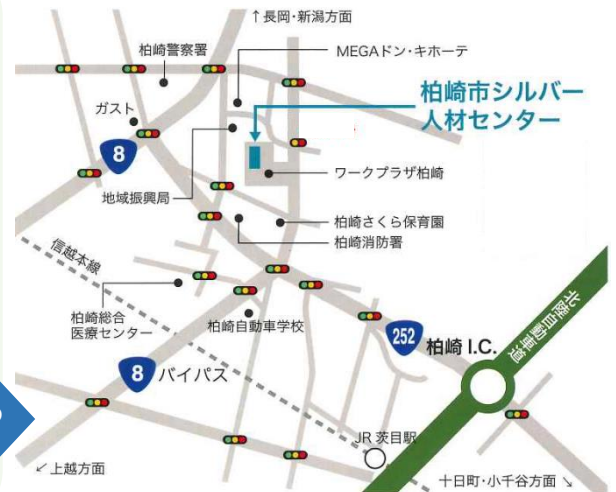 ↑長岡・新潟方面
柏崎警察署
MEGAドン・キホーテ
ガスト
柏崎市シルバー
人材センター
8
ワークプラザ柏崎
地域振興局
柏崎さくら保育園
柏崎消防署
信越本線
柏崎総合
医療センター
柏崎自動車学校
252
柏崎 I.C.
北陸自動車道
8
バイパス
JR 茨目駅
↙上越方面
十日町・小千谷方面↘